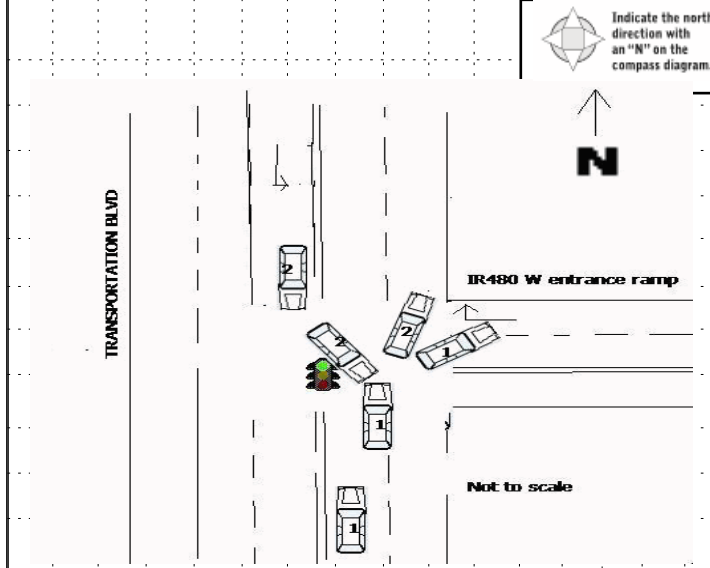 Indicate the north
direction with
an "N" on the
compass diagram.
N
TRANSPORTATION BLVD
2
IR480 W entrance ramp
2
2
1
1
Not to scale
1